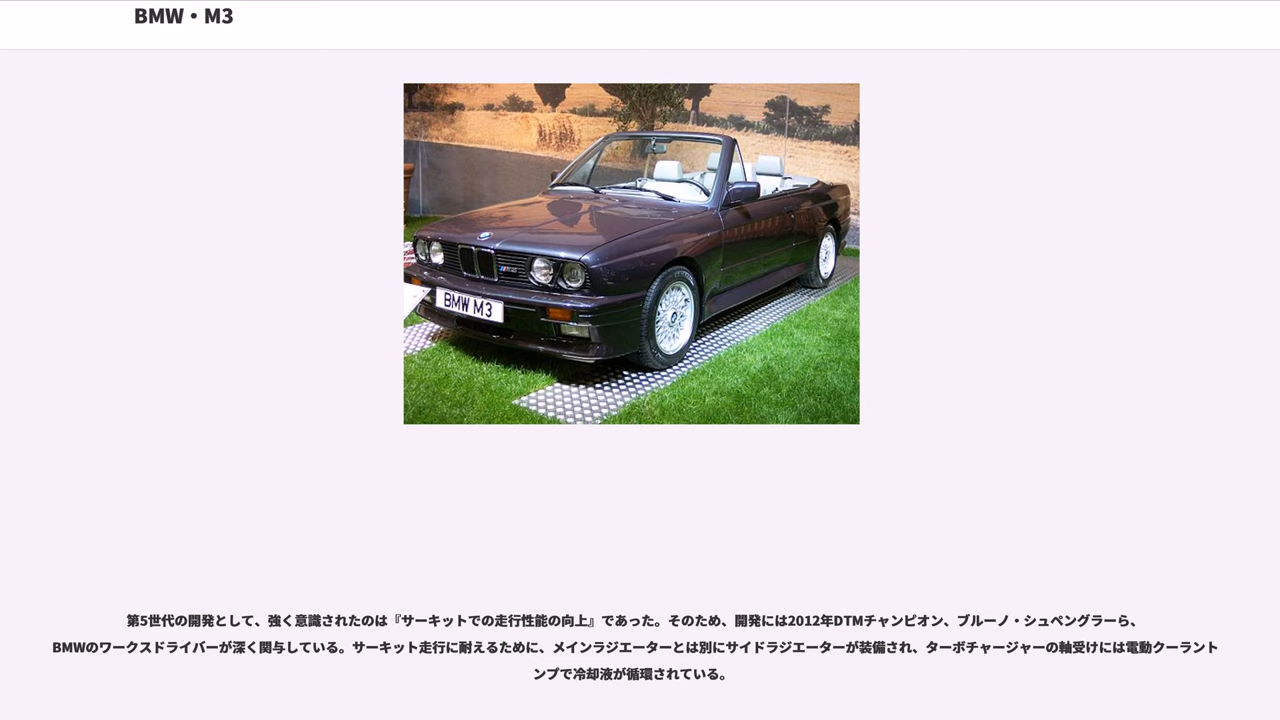 BMW・M3
BMW M3
第5世代の開発として、強く意識されたのは『サーキットでの走行性能の向上』であった。そのため、開発には2012年DTMチャンピオン、ブルーノ・シュペングラーら、
BMWのワークスドライバーが深く関与している。サーキット走行に耐えるために、メインラジエーターとは別にサイドラジエーターが装備され、ターボチャージャーの軸受けには電動クーラント
ンプで冷却液が循環されている。